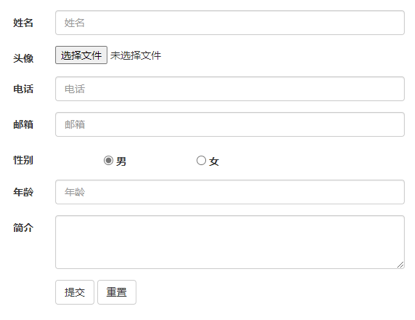 姓名 姓名
头像 选择文件 未选择文件
电话 电话
邮箱 邮箱
性别 男 女
年龄 年龄
简介
提交 重置